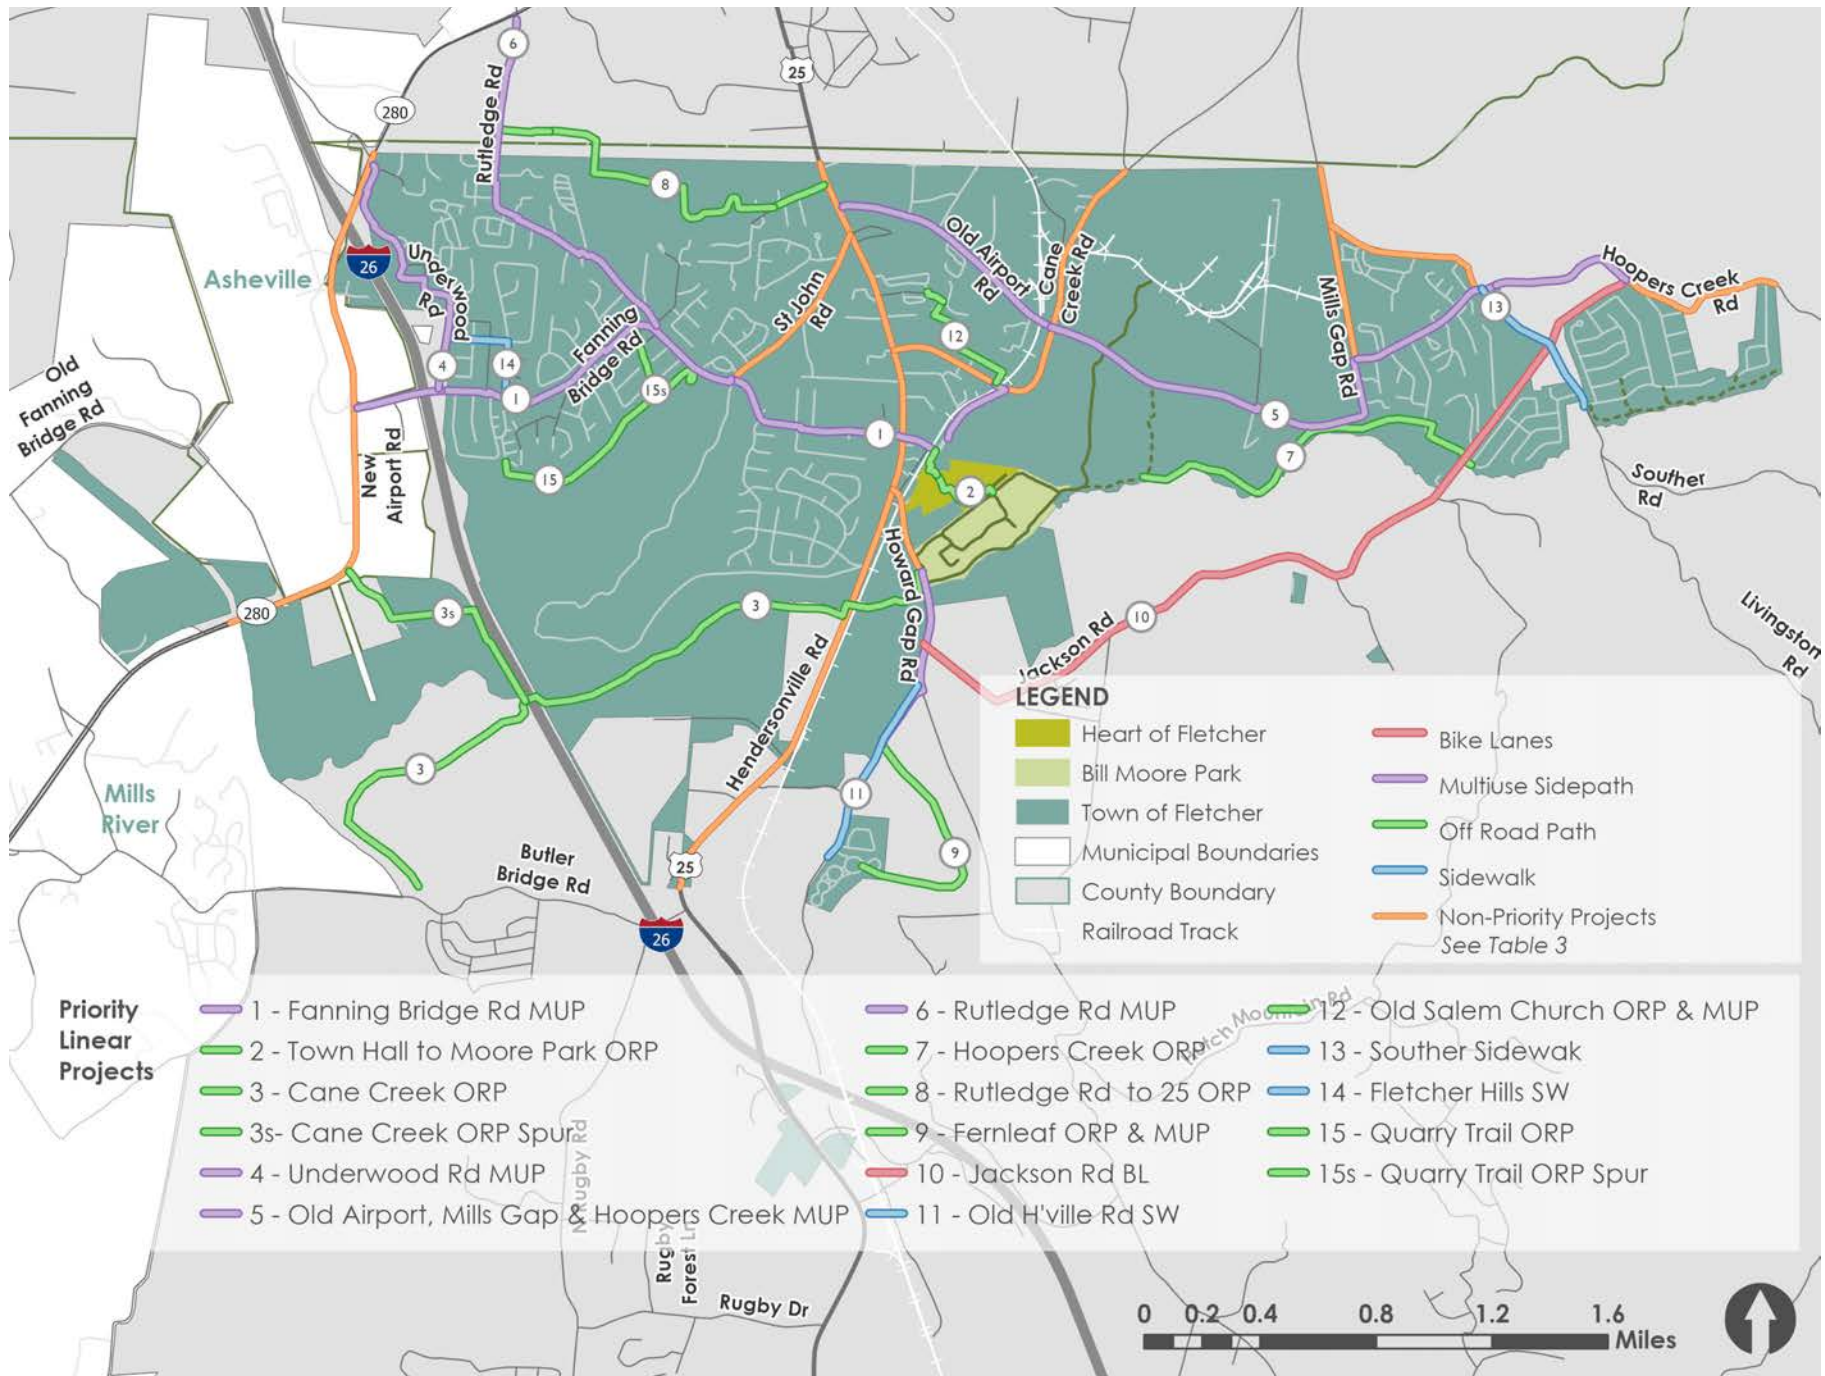 6
Rutledge Rd
25
280
8
Asheville
26
Underwood
Rd
Old Airport
Rd
Cane
Creek Rd
Mills Gap Rd
Hoopers Creek
Rd
13
St John
Rd
12
Fanning
Bridge Rd
4
14
1
15s
Old
Fanning
Bridge Rd
New
Airport Rd
1
5
15
2
7
Souther
Rd
Howard Gap Rd
280
3s
3
10
Jackson Rd
Livingston
Rd
Hendersonville Rd
3
Mills
River
11
9
Butler
Bridge Rd
25
26
LEGEND
Heart of Fletcher
Bill Moore Park
Town of Fletcher
Municipal Boundaries
County Boundary
Railroad Track
Bike Lanes
Multiuse Sidepath
Off Road Path
Sidewalk
Non-Priority Projects
See Table 3
Priority
Linear
Projects
1 - Fanning Bridge Rd MUP
2 - Town Hall to Moore Park ORP
3 - Cane Creek ORP
3s- Cane Creek ORP Spur
4 - Underwood Rd MUP
5 - Old Airport, Mills Gap & Hoopers Creek MUP
6 - Rutledge Rd MUP
7 - Hoopers Creek ORP
8 - Rutledge Rd to 25 ORP
9 - Fernleaf ORP & MUP
10 - Jackson Rd BL
11 - Old H'ville Rd SW
12 - Old Salem Church ORP & MUP
13 - Souther Sidewak
14 - Fletcher Hills SW
15 - Quarry Trail ORP
15s - Quarry Trail ORP Spur
N Rugby Rd
Rugby
Forest Ln
Rugby Dr
0 0.2 0.4 0.8 1.2 1.6
Miles